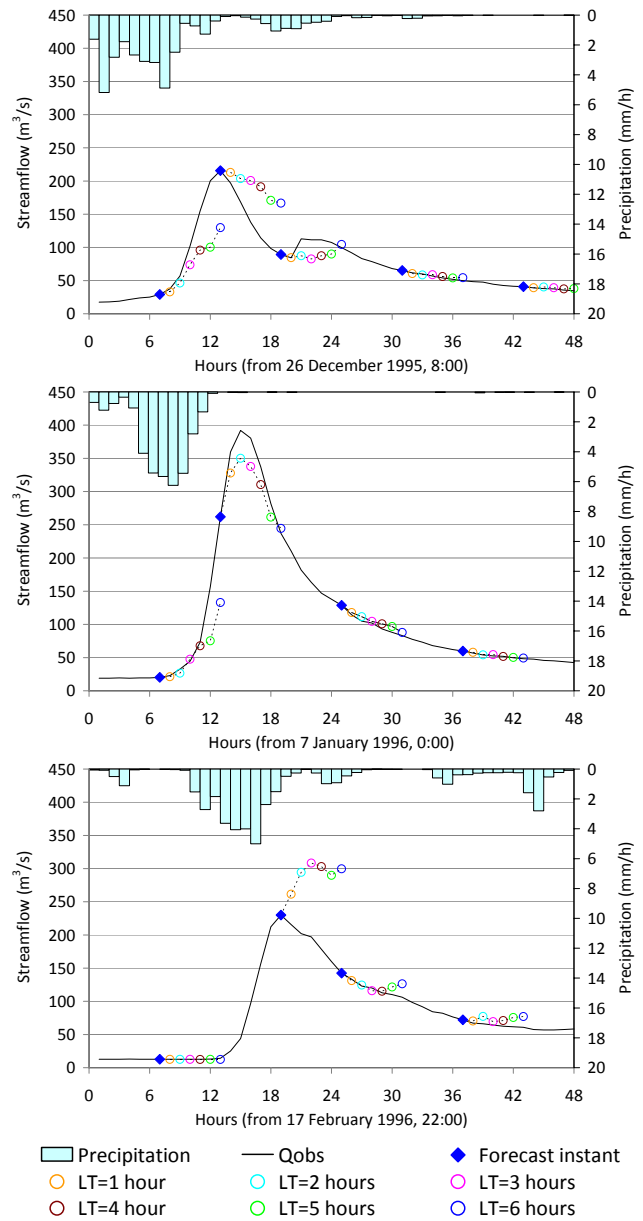 450 0
400 2
350 4
300 6
250 8
200 10
150 12
100 14
50 16
0 18
20
Streamflow (m³/s)
Precipitation (mm/h)
0 6 12 18 24 30 36 42 48
Hours (from 26 December 1995, 8:00)
450 0
400 2
350 4
300 6
250 8
200 10
150 12
100 14
50 16
0 18
20
Streamflow (m³/s)
Precipitation (mm/h)
0 6 12 18 24 30 36 42 48
Hours (from 7 January 1996, 0:00)
450 0
400 2
350 4
300 6
250 8
200 10
150 12
100 14
50 16
0 18
20
Streamflow (m³/s)
Precipitation (mm/h)
0 6 12 18 24 30 36 42 48
Hours (from 17 February 1996, 22:00)
Precipitation Qobs Forecast instant
LT=1 hour LT=2 hours LT=3 hours
LT=4 hour LT=5 hours LT=6 hours